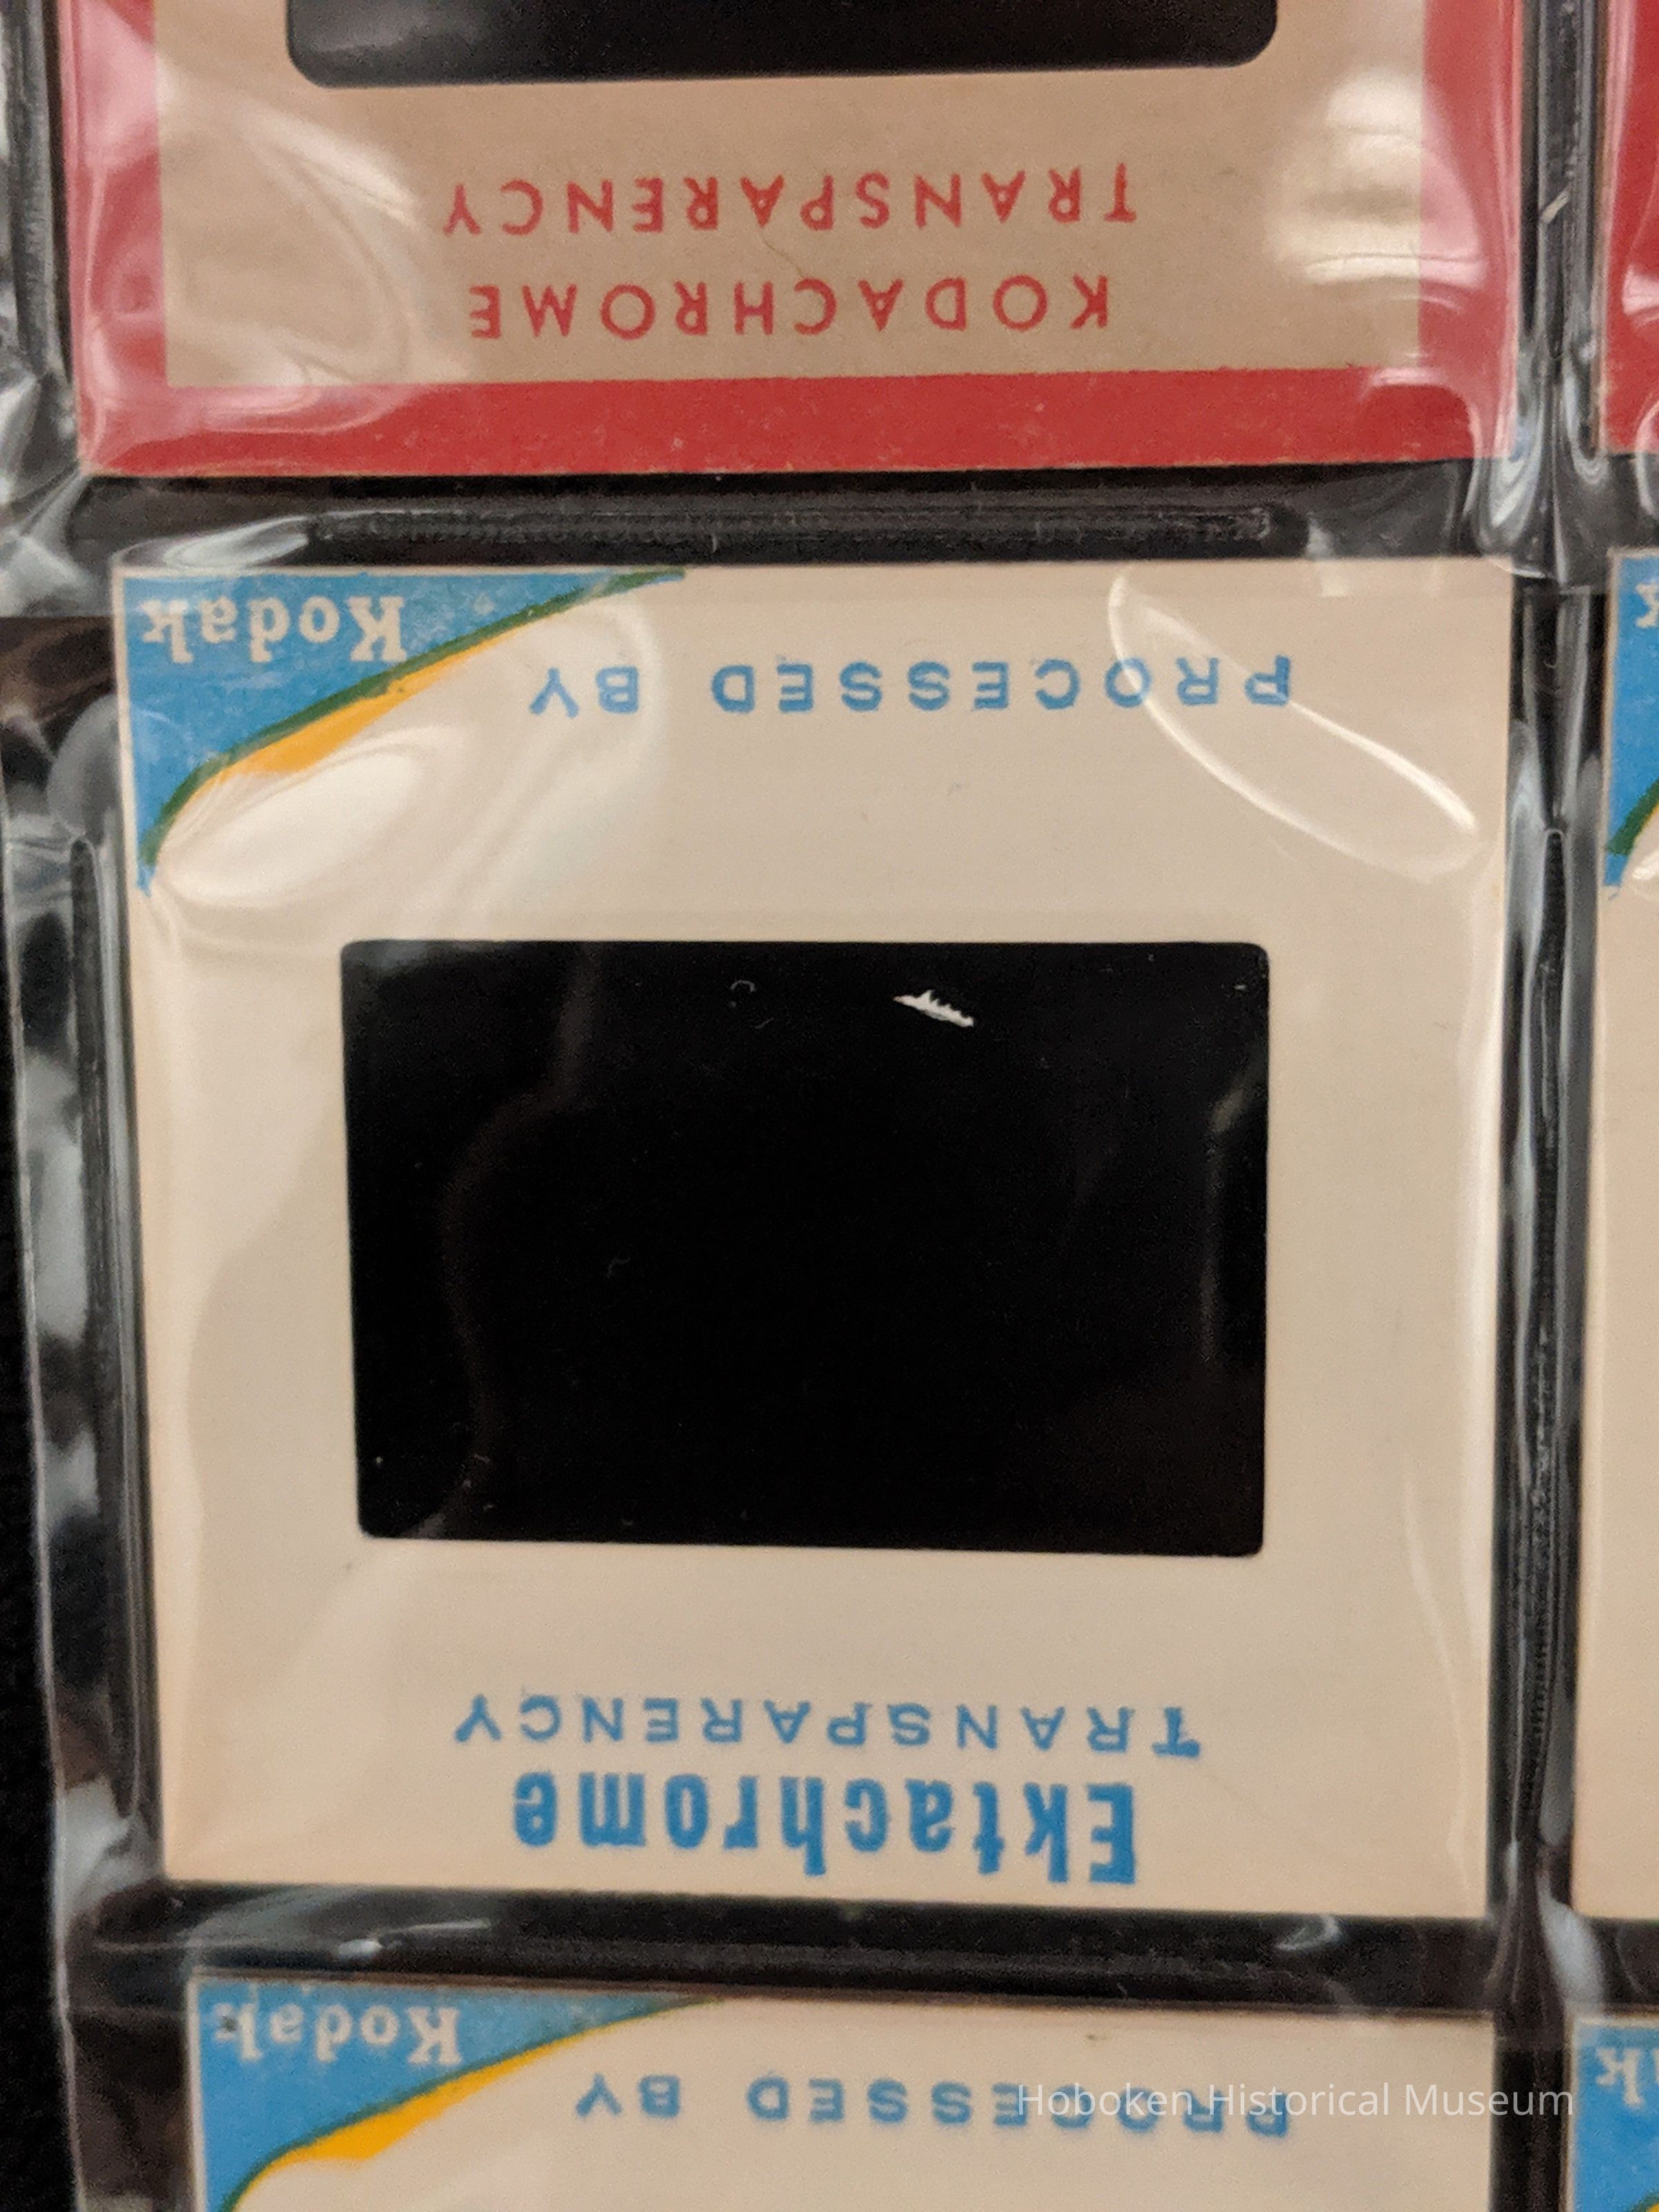 PROCESSED BY
Kodak
Ektachrome
TRANSPARENCY
PROCESSED BY
Kodak
KODACHROME
TRANSPARENCY
Hoboken Historical Museum